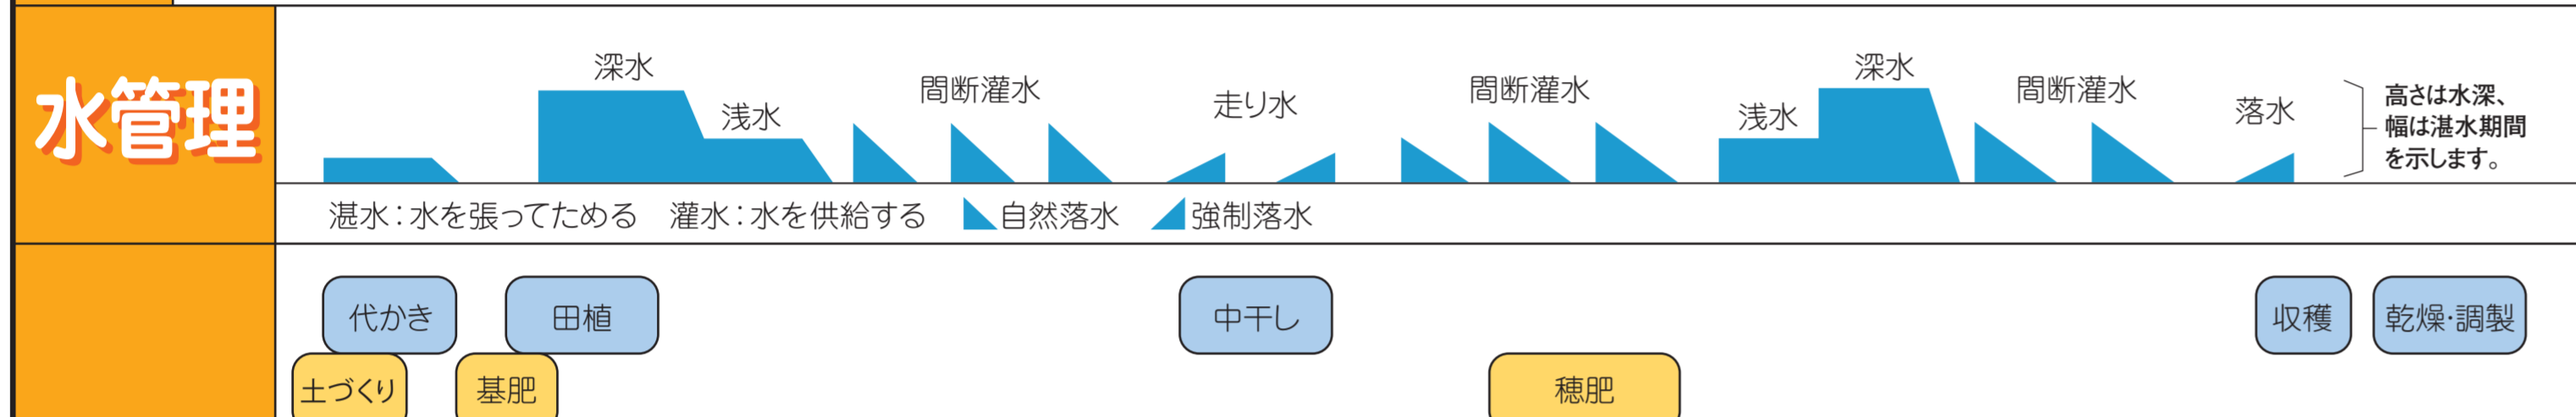 水管理
深水
浅水
間断灌水
走り水
間断灌水
浅水
深水
間断灌水
落水
高さは水深、
幅は湛水期間
を示します。
湛水:水を張ってためる 灌水:水を供給する 自然落水 強制落水
代かき 田植 中干し 収穫 乾燥・調製
土づくり 基肥 穂肥